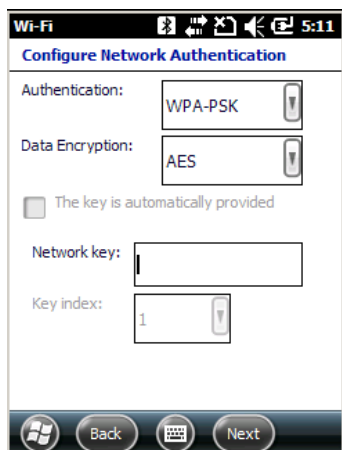 Wi-Fi 5:11
Configure Network Authentication
Authentication: WPA-PSK
Data Encryption: AES
The key is automatically provided
Network key:
Key index: 1
Back Next